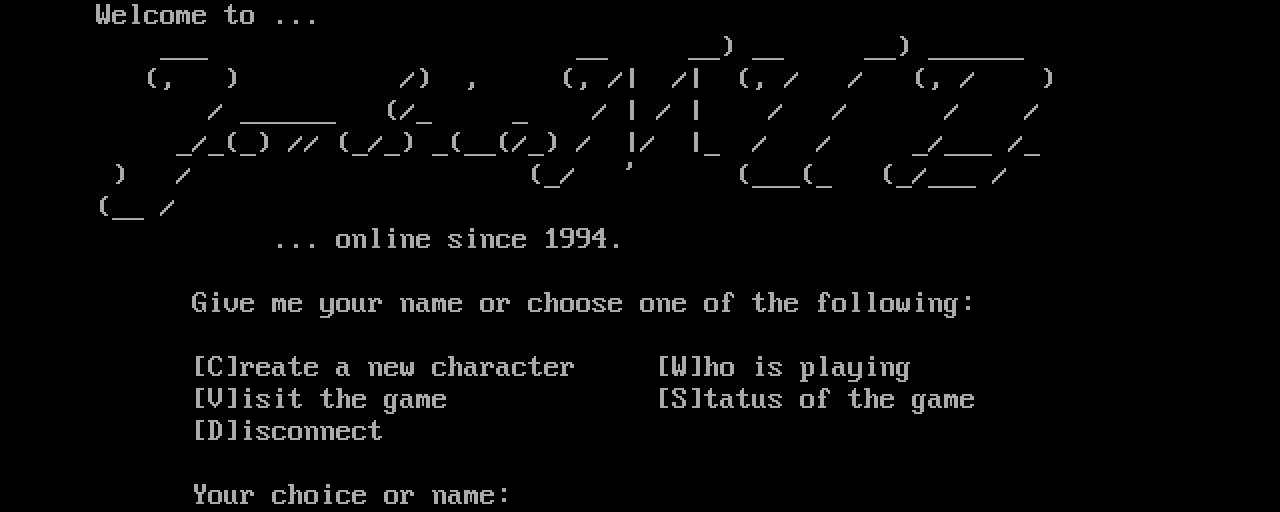 Welcome to ...
ZombieMUD
... online since 1994.
Give me your name or choose one of the following:
[C]reate a new character
[W]ho is playing
[V]isit the game
[S]tatus of the game
[D]isconnect
Your choice or name: